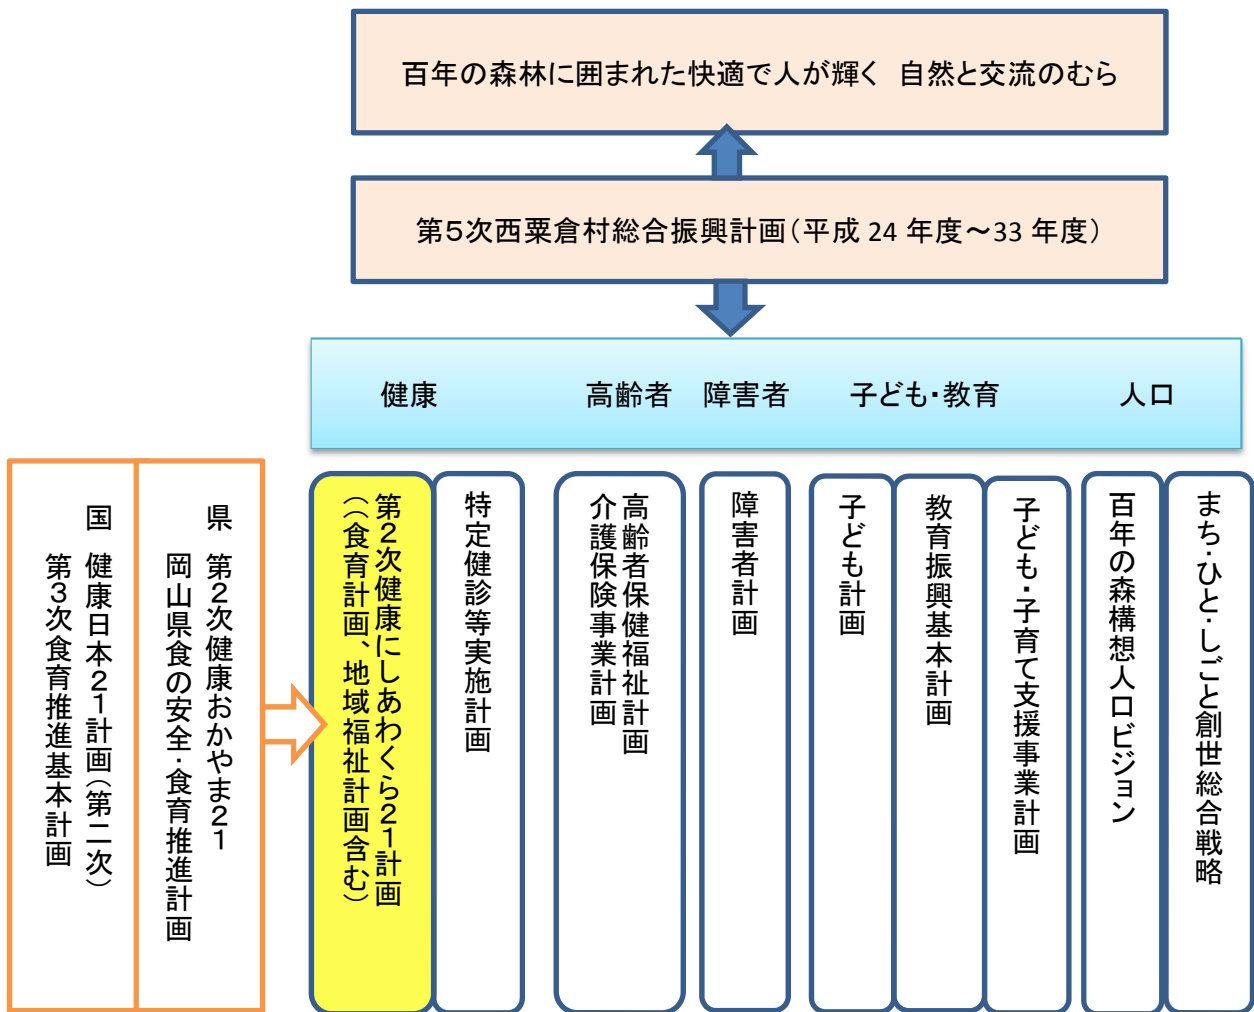 百年の森林に囲まれた快適で人が輝く 自然と交流のむら
第5次西粟倉村総合振興計画(平成 24 年度～33 年度)
健康 高齢者 障害者 子ども・教育 人口
国 健康日本21計画(第二次)
第3次食育推進基本計画
県 第2次健康おかやま21
岡山県食の安全・食育推進計画
第2次健康にしあわくら21計画
(食育計画、地域福祉計画含む)
特定健診等実施計画
高齢者保健福祉計画
介護保険事業計画
障害者計画
子ども計画
教育振興基本計画
子ども・子育て支援事業計画
百年の森構想人口ビジョン
まち・ひと・しごと創世総合戦略